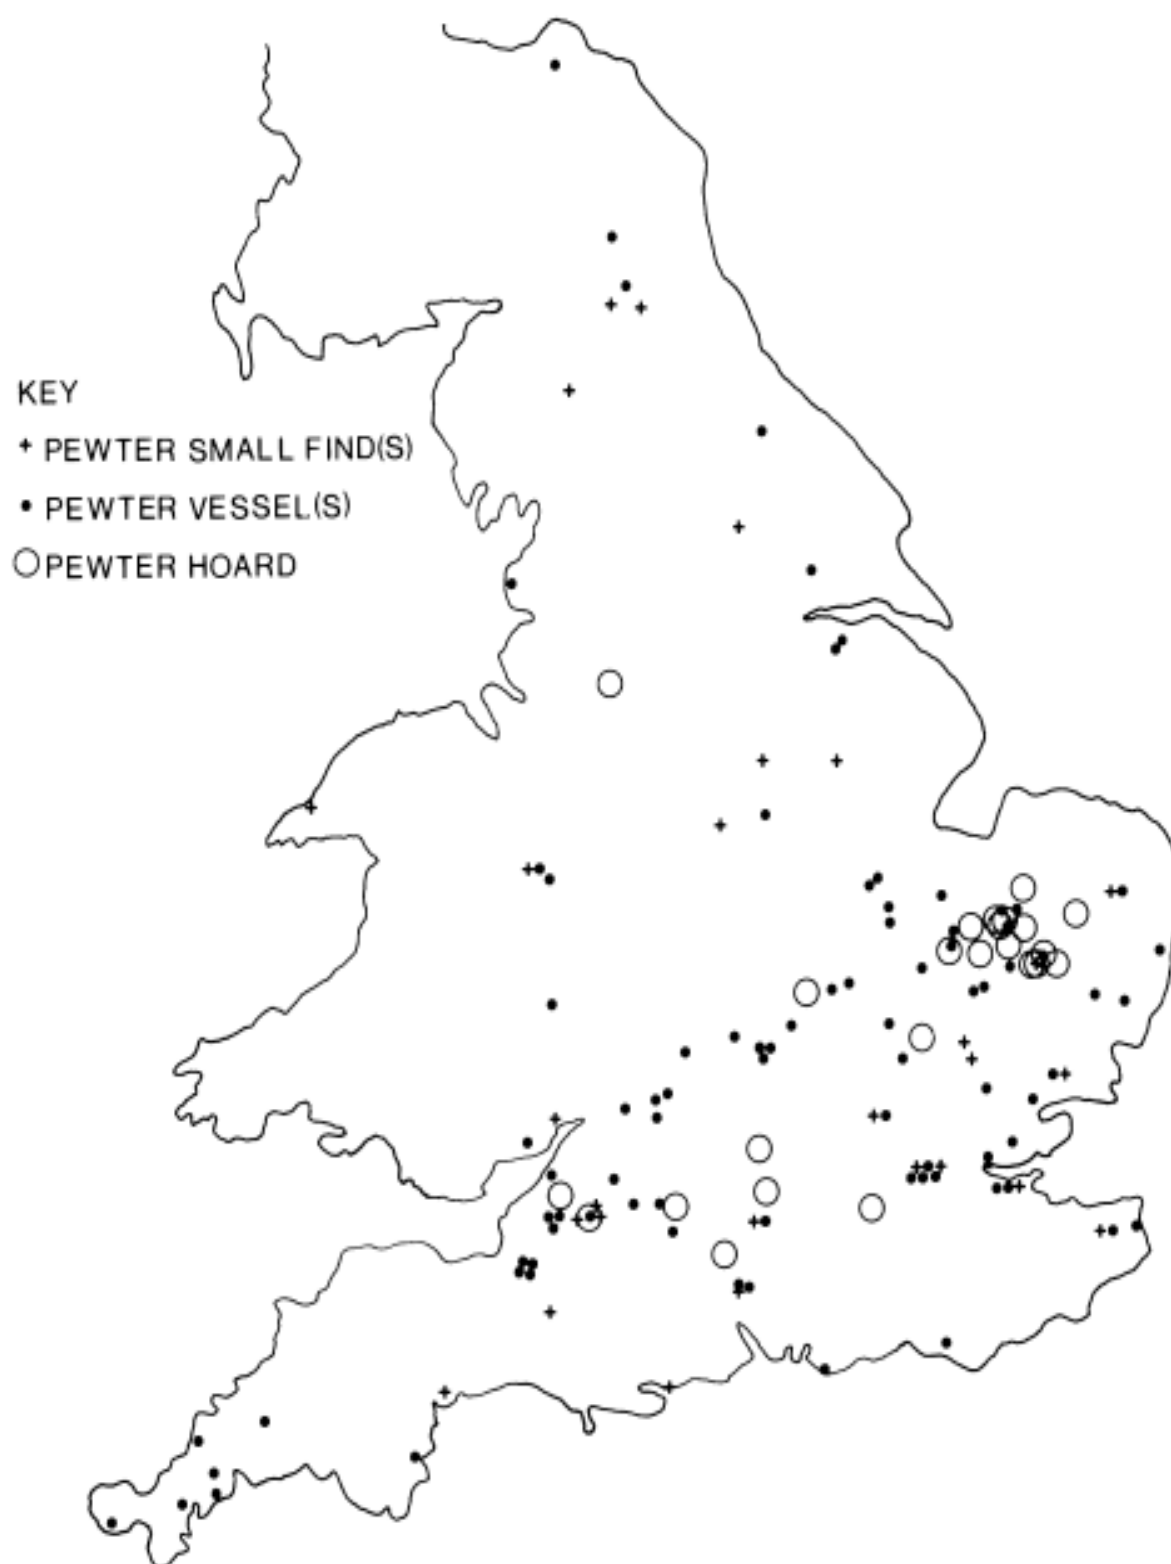 KEY
+ PEWTER SMALL FIND(S)
• PEWTER VESSEL(S)
○ PEWTER HOARD